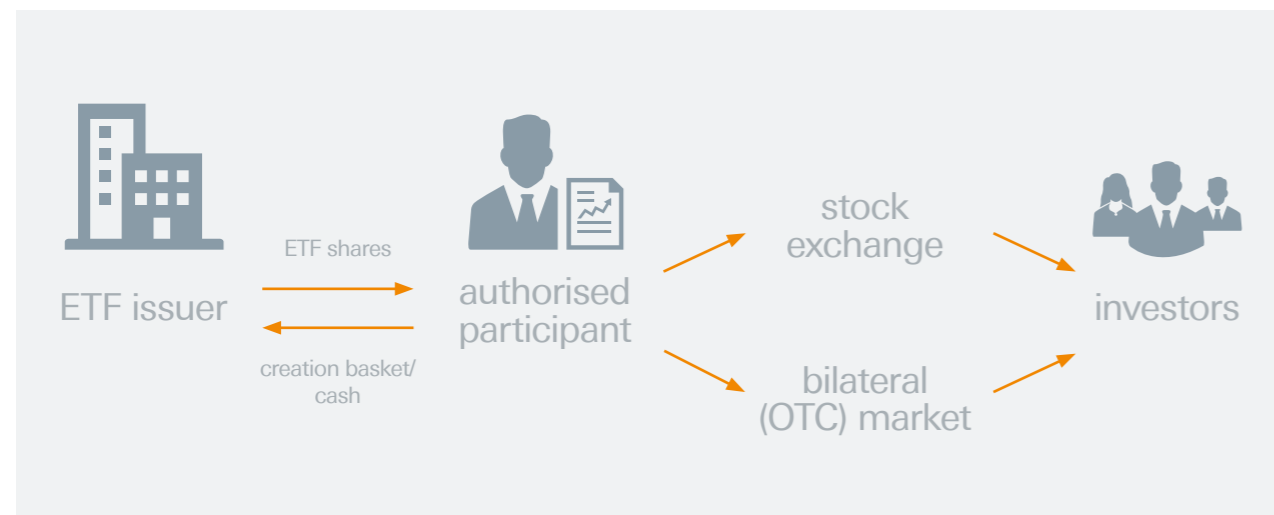 ETF issuer
ETF shares
creation basket/
cash
authorised
participant
stock
exchange
bilateral
(OTC) market
investors